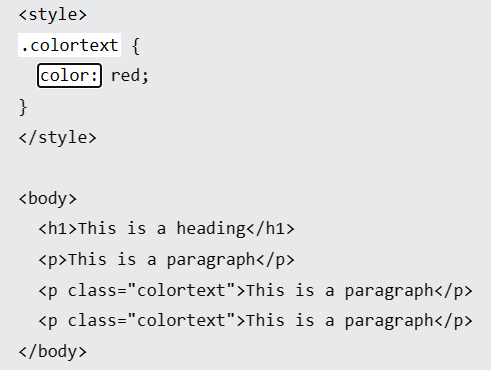 <style>
.colortext {
color: red;
}
</style>
<body>
<h1>This is a heading</h1>
<p>This is a paragraph</p>
<p class="colortext">This is a paragraph</p>
<p class="colortext">This is a paragraph</p>
</body>